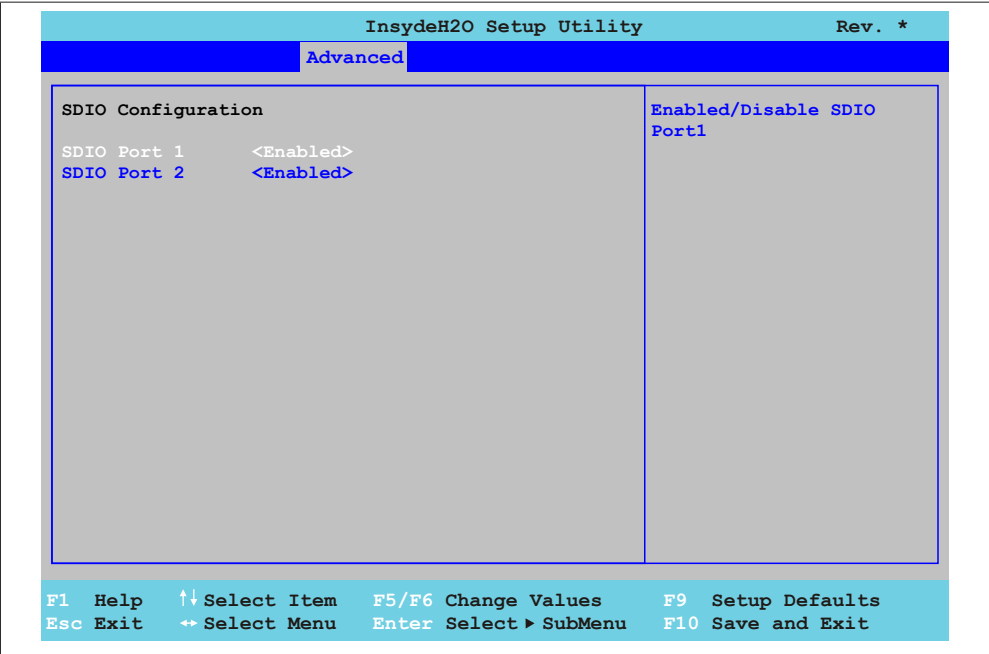 InsydeH2O Setup Utility Rev. *
Advanced
SDIO Configuration
SDIO Port 1 <Enabled>
SDIO Port 2 <Enabled>
Enabled/Disable SDIO
Port1
F1 Help ↑↓ Select Item F5/F6 Change Values F9 Setup Defaults
Esc Exit ↔ Select Menu Enter Select ▶ SubMenu F10 Save and Exit